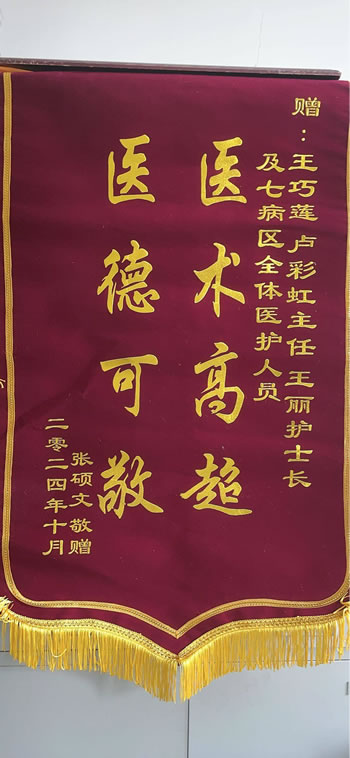 赠：王巧莲卢彩虹主任 王丽护士长
及七病区全体医护人员
医术高超
医德可敬
张硕文敬赠
二零二四年十月